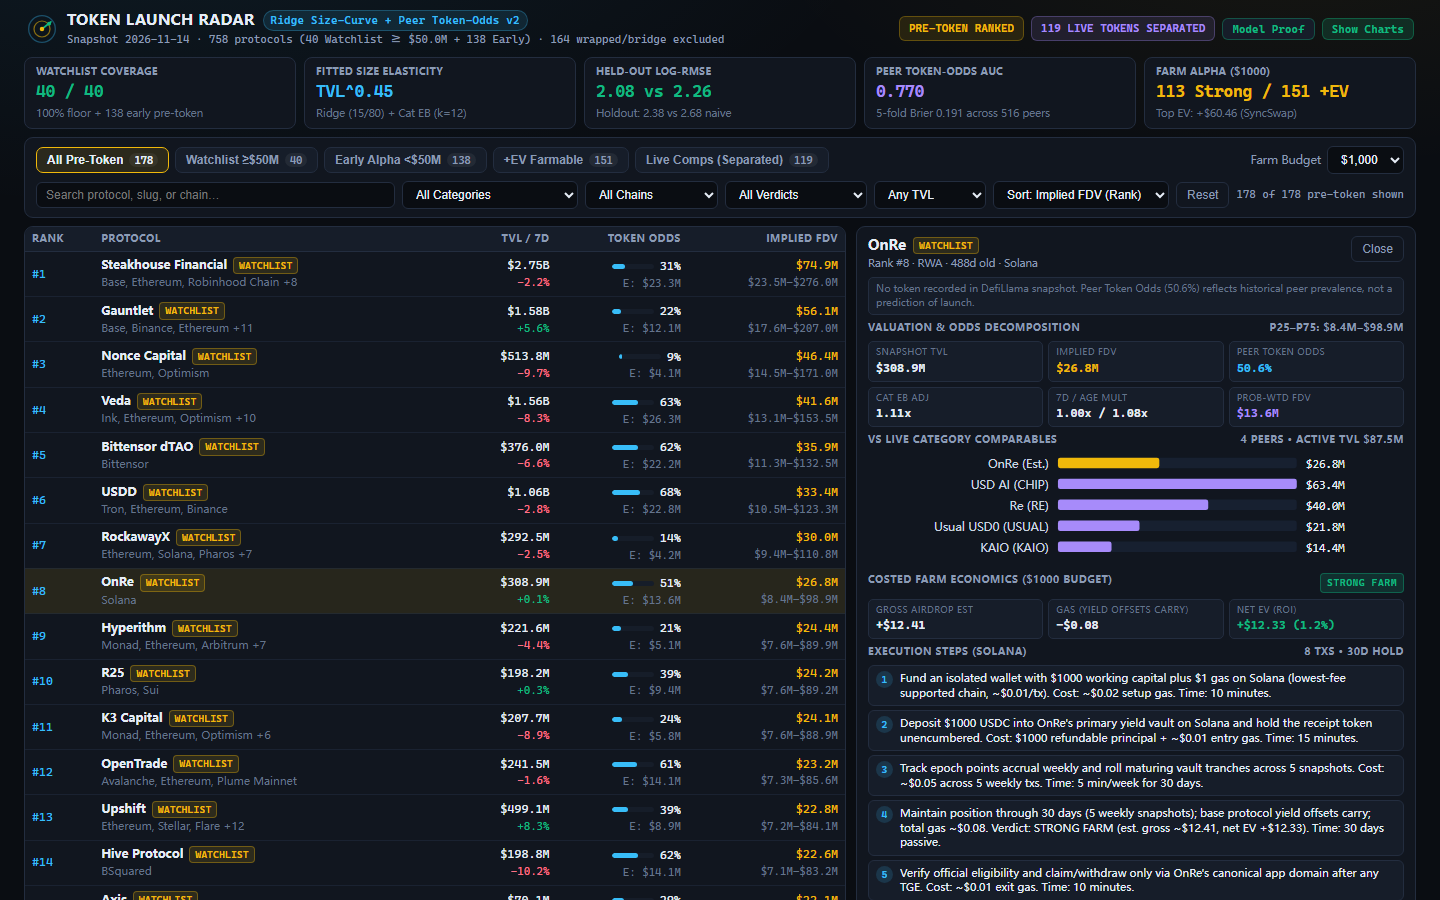 TOKEN LAUNCH RADAR Ridge Size-Curve + Peer Token-Odds v2
Snapshot 2026-11-14 · 758 protocols (40 Watchlist ≥ $50.0M + 138 Early) · 164 wrapped/bridge excluded
PRE-TOKEN RANKED 119 LIVE TOKENS SEPARATED Model Proof Show Charts
WATCHLIST COVERAGE
40 / 40
100% floor + 138 early pre-token
FITTED SIZE ELASTICITY
TVL^0.45
Ridge (15/80) + Cat EB (k=12)
HELD-OUT LOG-RMSE
2.08 vs 2.26
Holdout: 2.38 vs 2.68 naive
PEER TOKEN-ODDS AUC
0.770
5-fold Brier 0.191 across 516 peers
FARM ALPHA ($1000)
113 Strong / 151 +EV
Top EV: +$60.46 (SyncSwap)
All Pre-Token 178 Watchlist ≥$50M 40 Early Alpha <$50M 138 +EV Farmable 151 Live Comps (Separated) 119 Farm Budget $1,000
Search protocol, slug, or chain... All Categories All Chains All Verdicts Any TVL Sort: Implied FDV (Rank) Reset 178 of 178 pre-token shown
RANK PROTOCOL TVL / 7D TOKEN ODDS IMPLIED FDV
#1 Steakhouse Financial WATCHLIST $2.75B 31% $74.9M
Base, Ethereum, Robinhood Chain +8 -2.2% E: $23.3M $23.5M–$276.0M
#2 Gauntlet WATCHLIST $1.58B 22% $56.1M
Base, Binance, Ethereum +11 +5.6% E: $12.1M $17.6M–$207.0M
#3 Nonce Capital WATCHLIST $513.8M 9% $46.4M
Ethereum, Optimism -9.7% E: $4.1M $14.5M–$171.0M
#4 Veda WATCHLIST $1.56B 63% $41.6M
Ink, Ethereum, Optimism +10 -8.3% E: $26.3M $13.1M–$153.5M
#5 Bittensor dTAO WATCHLIST $376.0M 62% $35.9M
Bittensor -6.6% E: $22.2M $11.3M–$132.5M
#6 USDD WATCHLIST $1.06B 68% $33.4M
Tron, Ethereum, Binance -2.8% E: $22.8M $10.5M–$123.3M
#7 RockawayX WATCHLIST $292.5M 14% $30.0M
Ethereum, Solana, Pharos +7 -2.5% E: $4.2M $9.4M–$110.8M
#8 OnRe WATCHLIST $308.9M 51% $26.8M
Solana +0.1% E: $13.6M $8.4M–$98.9M
#9 Hyperithm WATCHLIST $221.6M 21% $24.4M
Monad, Ethereum, Arbitrum +7 -4.4% E: $5.1M $7.6M–$89.9M
#10 R25 WATCHLIST $198.2M 39% $24.2M
Pharos, Sui +0.3% E: $9.4M $7.6M–$89.2M
#11 K3 Capital WATCHLIST $207.7M 24% $24.1M
Monad, Ethereum, Optimism +6 -8.9% E: $5.8M $7.6M–$88.9M
#12 OpenTrade WATCHLIST $241.5M 61% $23.2M
Avalanche, Ethereum, Plume Mainnet -1.6% E: $14.1M $7.3M–$85.6M
#13 Upshift WATCHLIST $499.1M 39% $22.8M
Ethereum, Stellar, Flare +12 +8.3% E: $8.9M $7.2M–$84.1M
#14 Hive Protocol WATCHLIST $198.8M 62% $22.6M
BSquared -10.2% E: $14.1M $7.1M–$83.2M
Axis WATCHLIST
OnRe WATCHLIST Close
Rank #8 · RWA · 488d old · Solana
No token recorded in DefiLlama snapshot. Peer Token Odds (50.6%) reflects historical peer prevalence, not a
prediction of launch.
VALUATION & ODDS DECOMPOSITION P25–P75: $8.4M–$98.9M
SNAPSHOT TVL
$308.9M
IMPLIED FDV
$26.8M
PEER TOKEN ODDS
50.6%
CAT EB ADJ
1.11x
7D / AGE MULT
1.00x / 1.08x
PROB-WTD FDV
$13.6M
VS LIVE CATEGORY COMPARABLES 4 PEERS • ACTIVE TVL $87.5M
OnRe (Est.) $26.8M
USD AI (CHIP) $63.4M
Re (RE) $40.0M
Usual USD0 (USUAL) $21.8M
KAIO (KAIO) $14.4M
COSTED FARM ECONOMICS ($1000 BUDGET) STRONG FARM
GROSS AIRDROP EST
+$12.41
GAS (YIELD OFFSETS CARRY)
-$0.08
NET EV (ROI)
+$12.33 (1.2%)
EXECUTION STEPS (SOLANA) 8 TXS • 30D HOLD
1 Fund an isolated wallet with $1000 working capital plus $1 gas on Solana (lowest-fee
supported chain, ~$0.01/tx). Cost: ~$0.02 setup gas. Time: 10 minutes.
2 Deposit $1000 USDC into OnRe's primary yield vault on Solana and hold the receipt token
unencumbered. Cost: $1000 refundable principal + ~$0.01 entry gas. Time: 15 minutes.
3 Track epoch points accrual weekly and roll maturing vault tranches across 5 snapshots. Cost:
~$0.05 across 5 weekly txs. Time: 5 min/week for 30 days.
4 Maintain position through 30 days (5 weekly snapshots); base protocol yield offsets carry;
total gas ~$0.08. Verdict: STRONG FARM (est. gross ~$12.41, net EV +$12.33). Time: 30 days
passive.
5 Verify official eligibility and claim/withdraw only via OnRe's canonical app domain after any
TGE. Cost: ~$0.01 exit gas. Time: 10 minutes.